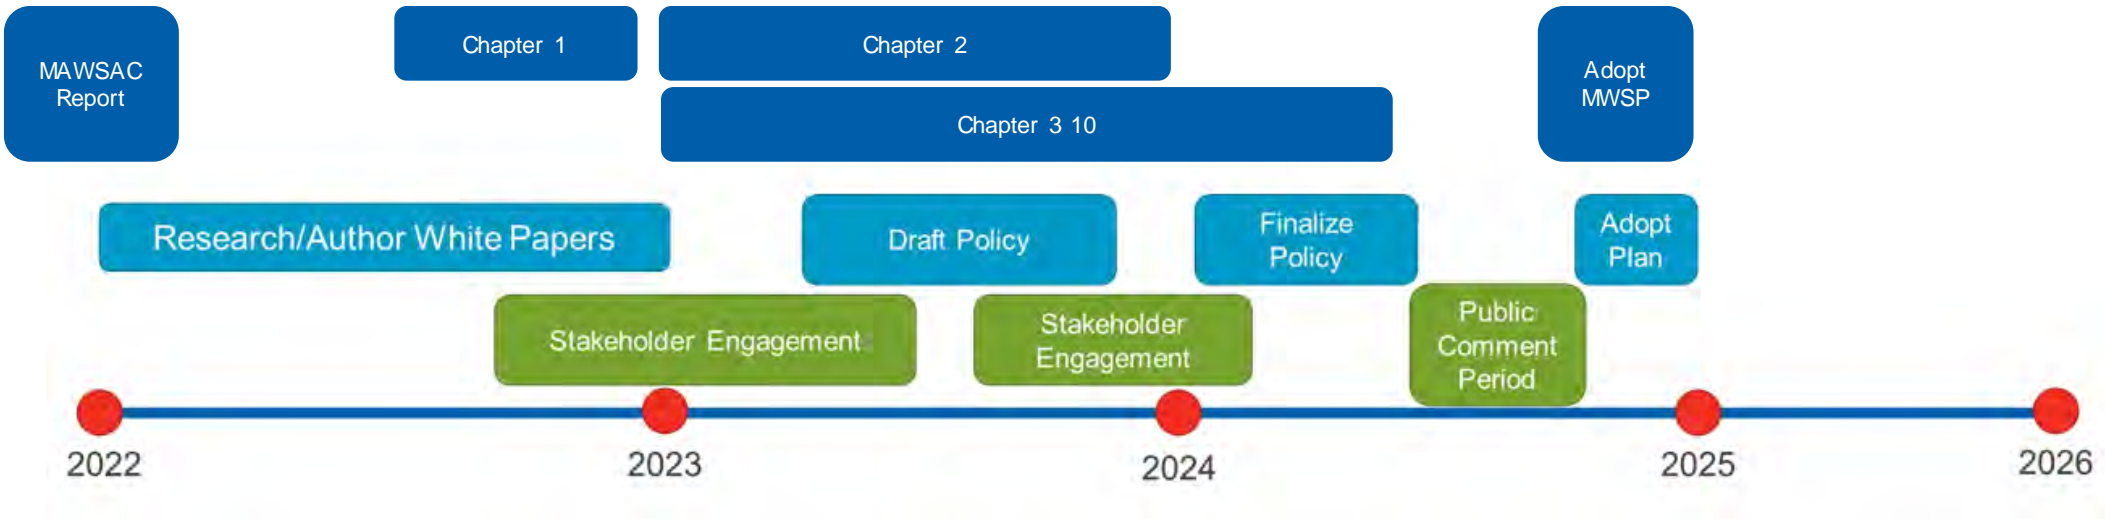 MAWSAC
Report
Chapter 1
Chapter 2
Chapter 3 10
Adopt
MWSP
Research/Author White Papers
Draft Policy
Finalize
Policy
Adopt
Plan
Stakeholder Engagement
Stakeholder
Engagement
Public
Comment
Period
2022
2023
2024
2025
2026